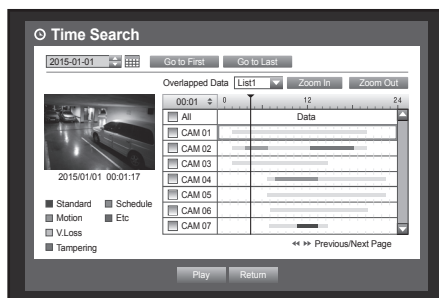 Time Search
2015-01-01 Go to First Go to Last
Overlapped Data List1 Zoom In Zoom Out
00:01 0 12 24
All Data
CAM 01
CAM 02
CAM 03
CAM 04
CAM 05
CAM 06
CAM 07
2015/01/01 00:01:17
Standard Schedule
Motion Etc
V.Loss
Tampering
Previous/Next Page
Play Return